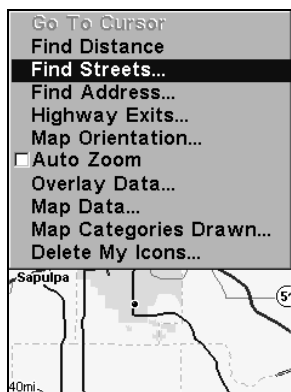 Go To Cursor
Find Distance
Find Streets...
Find Address...
Highway Exits...
Map Orientation...
Auto Zoom
Overlay Data...
Map Data...
Map Categories Drawn...
Delete My Icons...
Sapulpa
40mi